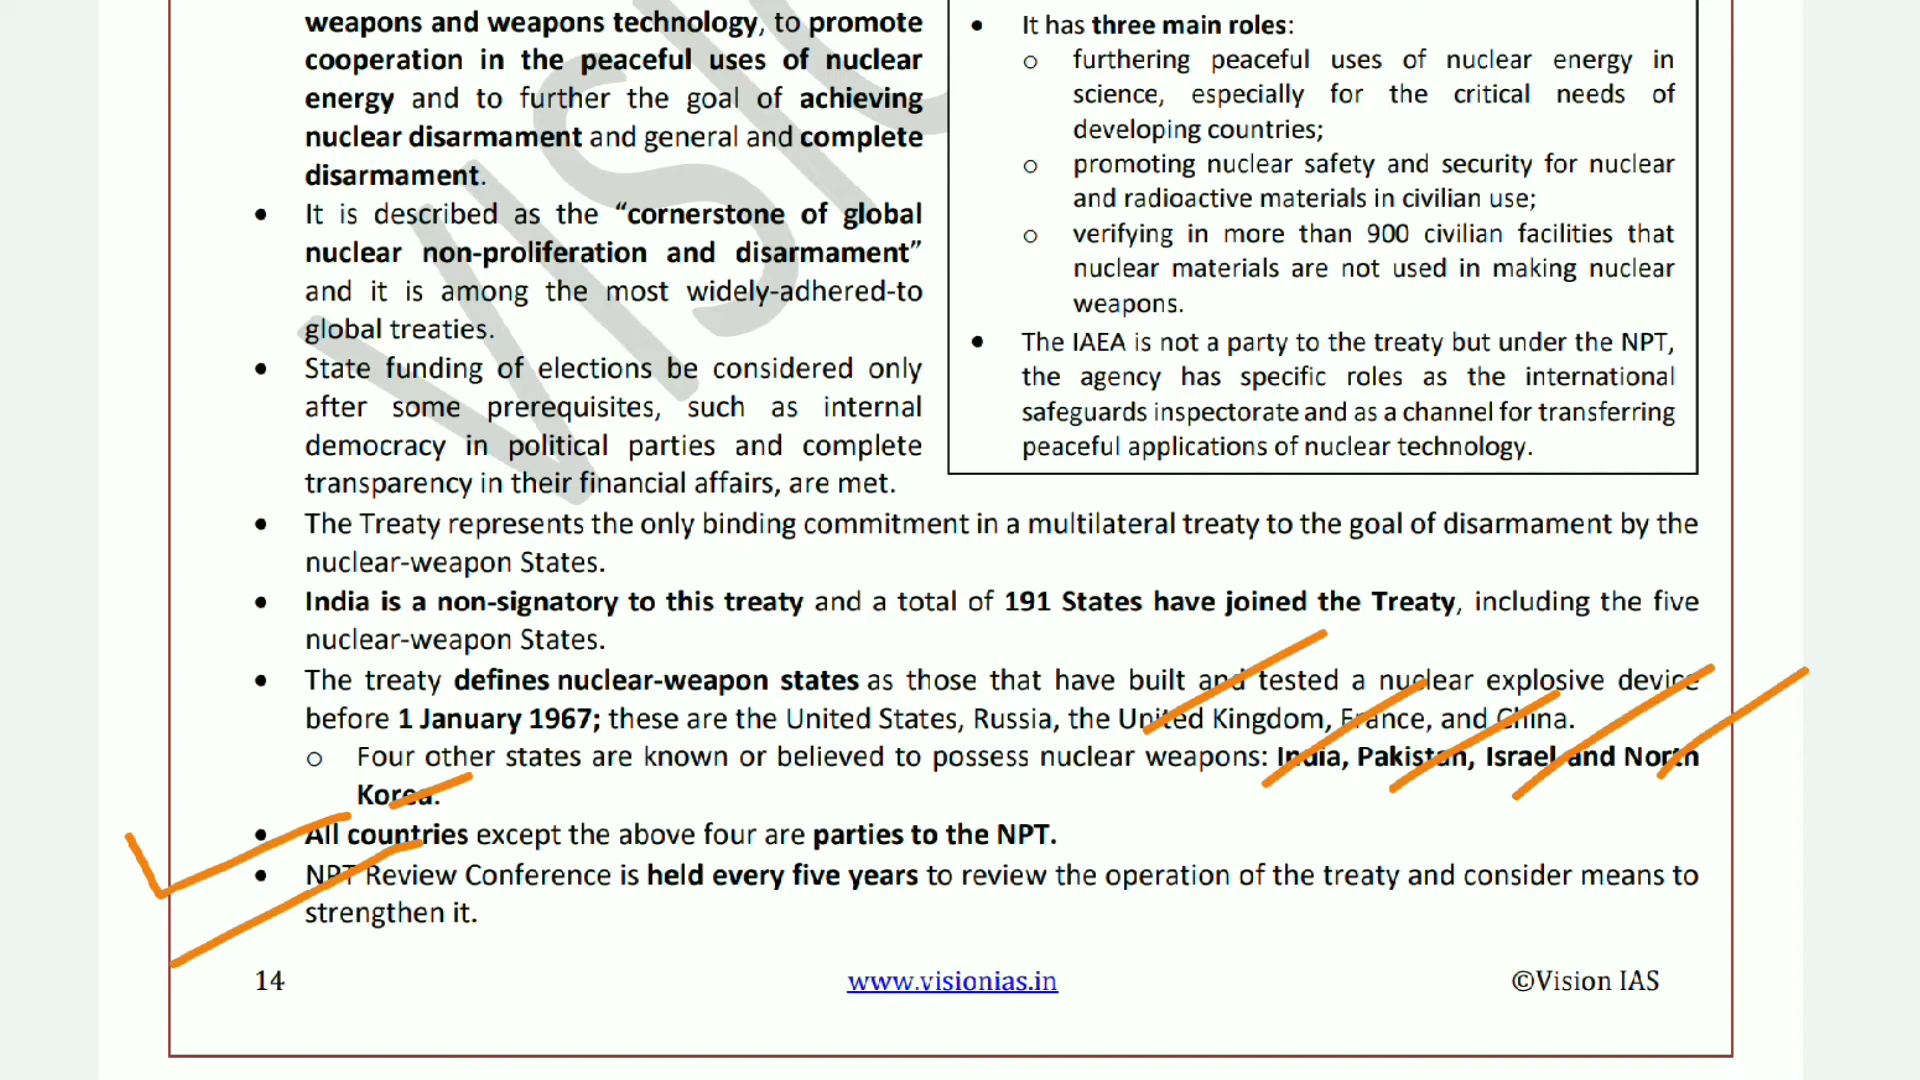 weapons and weapons technology, to promote
cooperation in the peaceful uses of nuclear
energy and to further the goal of achieving
nuclear disarmament and general and complete
disarmament.
• It is described as the “cornerstone of global
nuclear non-proliferation and disarmament”
and it is among the most widely-adhered-to
global treaties.
• State funding of elections be considered only
after some prerequisites, such as internal
democracy in political parties and complete
transparency in their financial affairs, are met.
• It has three main roles:
o furthering peaceful uses of nuclear energy in
science, especially for the critical needs of
developing countries;
o promoting nuclear safety and security for nuclear
and radioactive materials in civilian use;
o verifying in more than 900 civilian facilities that
nuclear materials are not used in making nuclear
weapons.
• The IAEA is not a party to the treaty but under the NPT,
the agency has specific roles as the international
safeguards inspectorate and as a channel for transferring
peaceful applications of nuclear technology.
• The Treaty represents the only binding commitment in a multilateral treaty to the goal of disarmament by the
nuclear-weapon States.
• India is a non-signatory to this treaty and a total of 191 States have joined the Treaty, including the five
nuclear-weapon States.
• The treaty defines nuclear-weapon states as those that have built and tested a nuclear explosive device
before 1 January 1967; these are the United States, Russia, the United Kingdom, France, and China.
o Four other states are known or believed to possess nuclear weapons: India, Pakistan, Israel and North
Korea.
• All countries except the above four are parties to the NPT.
• NPT Review Conference is held every five years to review the operation of the treaty and consider means to
strengthen it.
14 www.visionias.in ©Vision IAS
VISIO